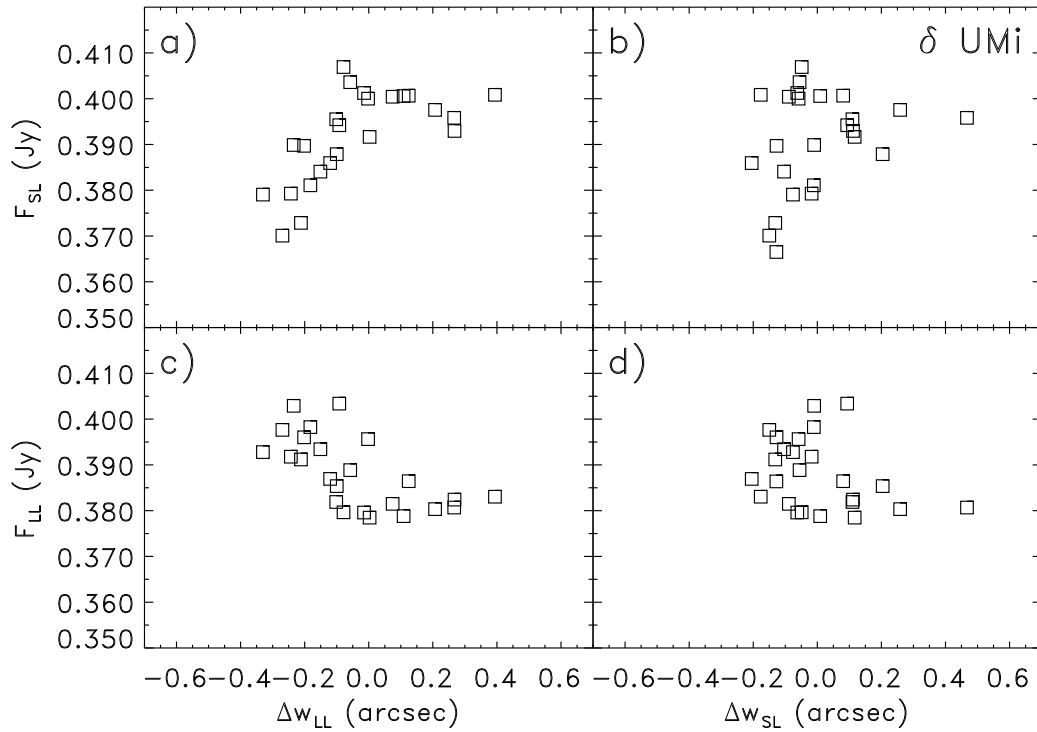 a)
b)
δ UMi
0.410
0.400
0.390
0.380
0.370
0.360
0.350
F_SL (Jy)
c)
d)
0.410
0.400
0.390
0.380
0.370
0.360
0.350
F_LL (Jy)
-0.6 -0.4 -0.2 0.0 0.2 0.4 0.6
-0.6 -0.4 -0.2 0.0 0.2 0.4 0.6
Δw_LL (arcsec)
Δw_SL (arcsec)